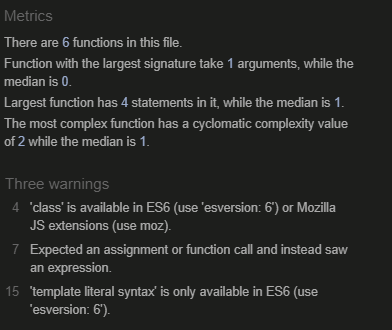 Metrics
There are 6 functions in this file.
Function with the largest signature take 1 arguments, while the
median is 0.
Largest function has 4 statements in it, while the median is 1.
The most complex function has a cyclomatic complexity value
of 2 while the median is 1.
Three warnings
4 'class' is available in ES6 (use 'esversion: 6') or Mozilla
JS extensions (use moz).
7 Expected an assignment or function call and instead saw
an expression.
15 'template literal syntax' is only available in ES6 (use
'esversion: 6').